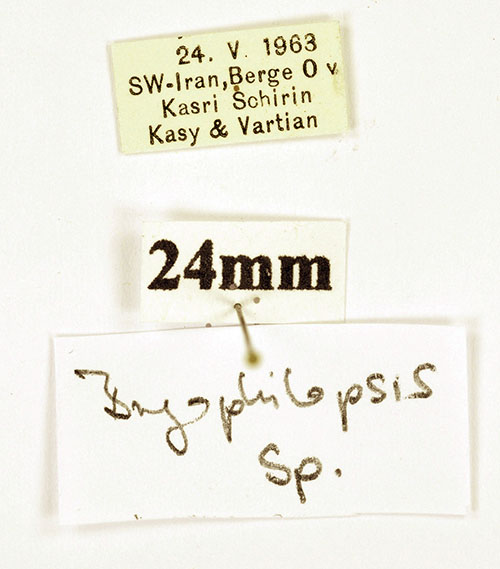 24. V. 1963
SW-Iran,Berge O v.
Kasri Schirin
Kasy & Vartian
24mm
Bryophilopsis
Sp.